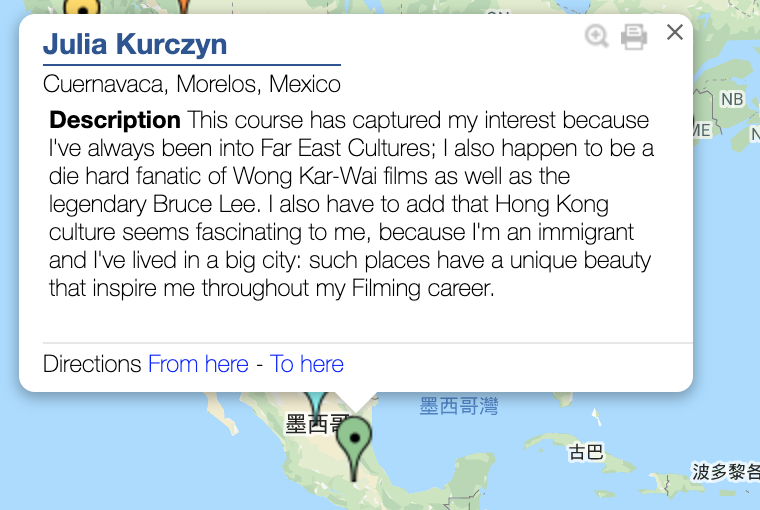 Julia Kurczyn
Cuernavaca, Morelos, Mexico
Description This course has captured my interest because
I've always been into Far East Cultures; I also happen to be a
die hard fanatic of Wong Kar-Wai films as well as the
legendary Bruce Lee. I also have to add that Hong Kong
culture seems fascinating to me, because I'm an immigrant
and I've lived in a big city: such places have a unique beauty
that inspire me throughout my Filming career.
Directions From here - To here
NB
ME
墨西哥灣
墨西哥
古巴
波多黎各